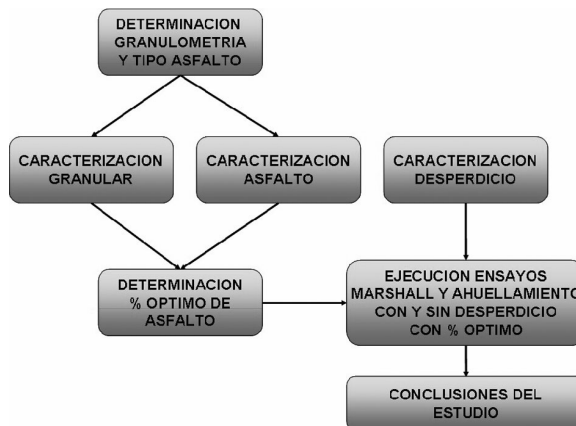 DETERMINACION
GRANULOMETRIA
Y TIPO ASFALTO
CARACTERIZACION
GRANULAR
CARACTERIZACION
ASFALTO
CARACTERIZACION
DESPERDICIO
DETERMINACION
% OPTIMO DE
ASFALTO
EJECUCION ENSAYOS
MARSHALL Y AHUELLAMIENTO
CON Y SIN DESPERDICIO
CON % OPTIMO
CONCLUSIONES DEL
ESTUDIO